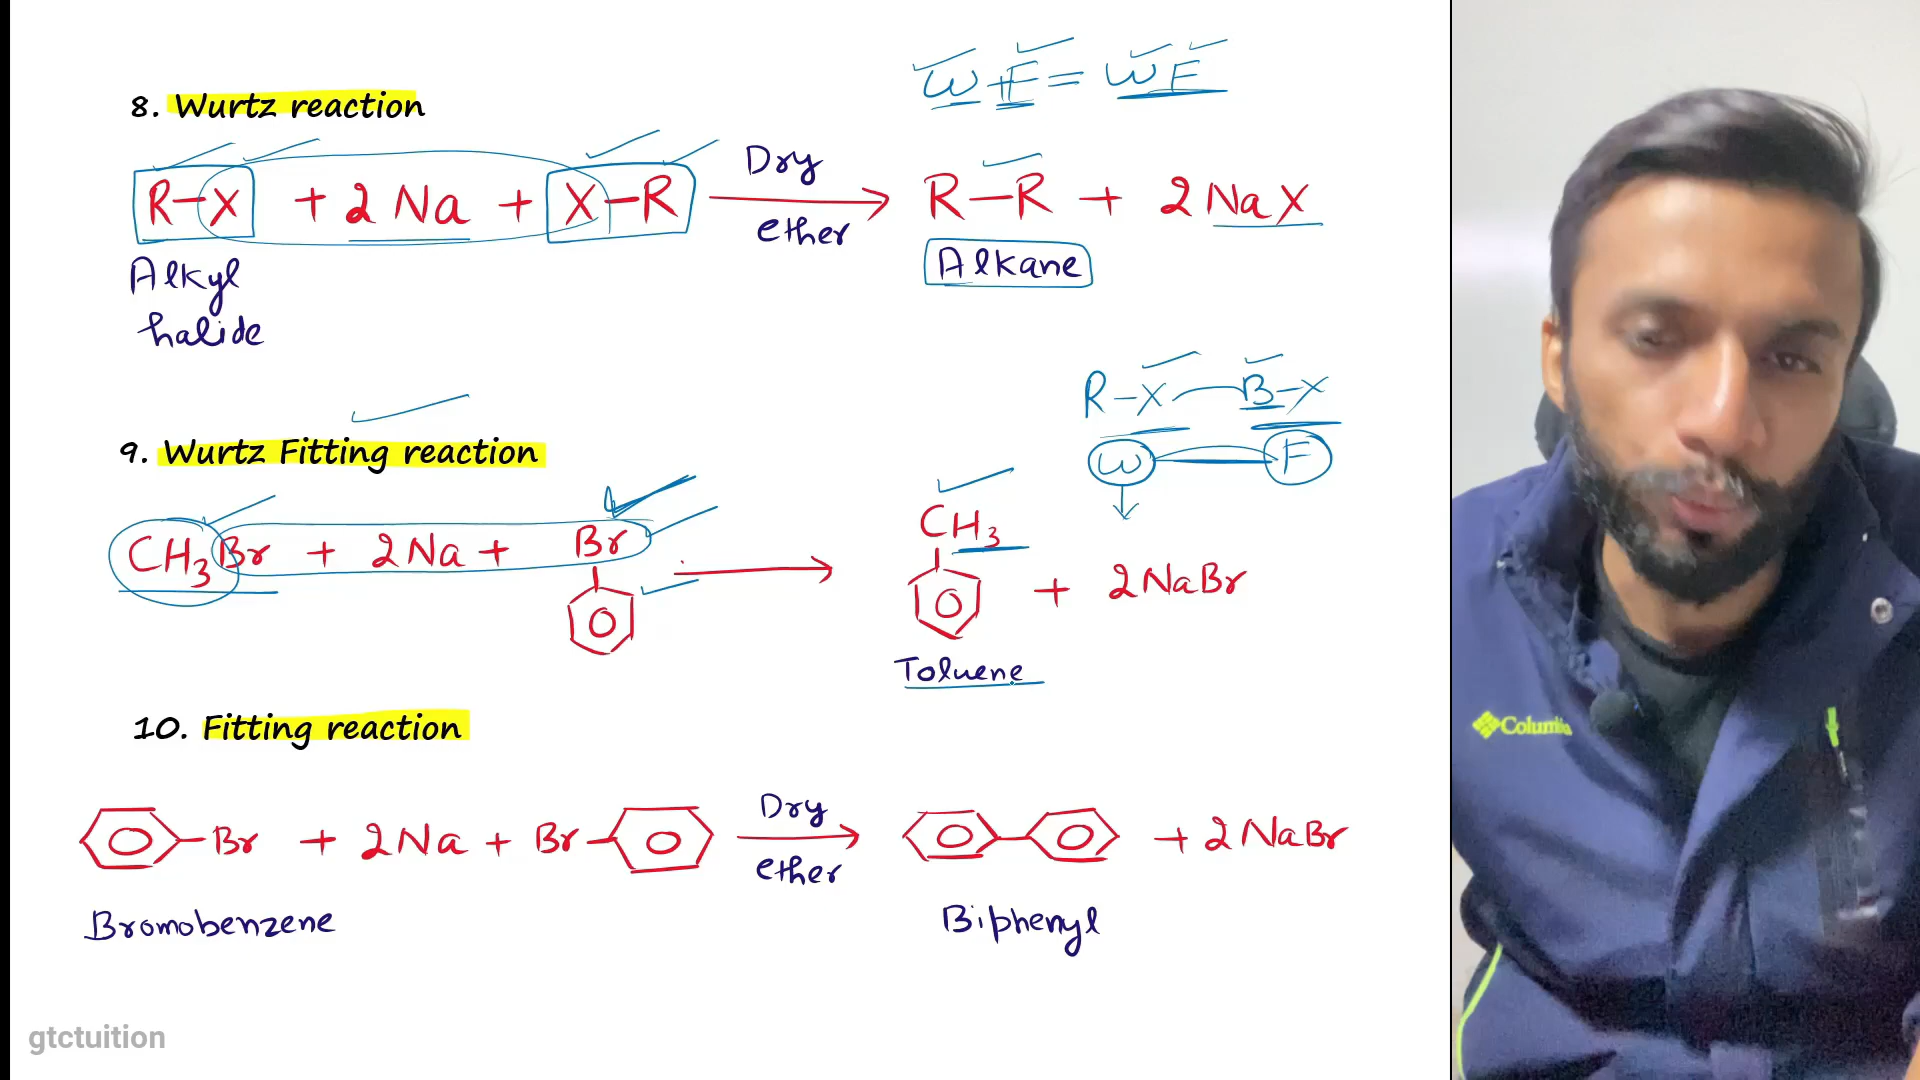 W + F = WF
8. Wurtz reaction
R-X + 2 Na + X-R Dry ether R-R + 2 NaX
Alkyl halide
Alkane
R-X B-X
W F
9. Wurtz Fitting reaction
CH3Br + 2Na + Br CH3 + 2NaBr
Toluene
10. Fitting reaction
Br + 2Na + Br Dry ether + 2NaBr
Bromobenzene
Biphenyl
Columbia
gtctuition